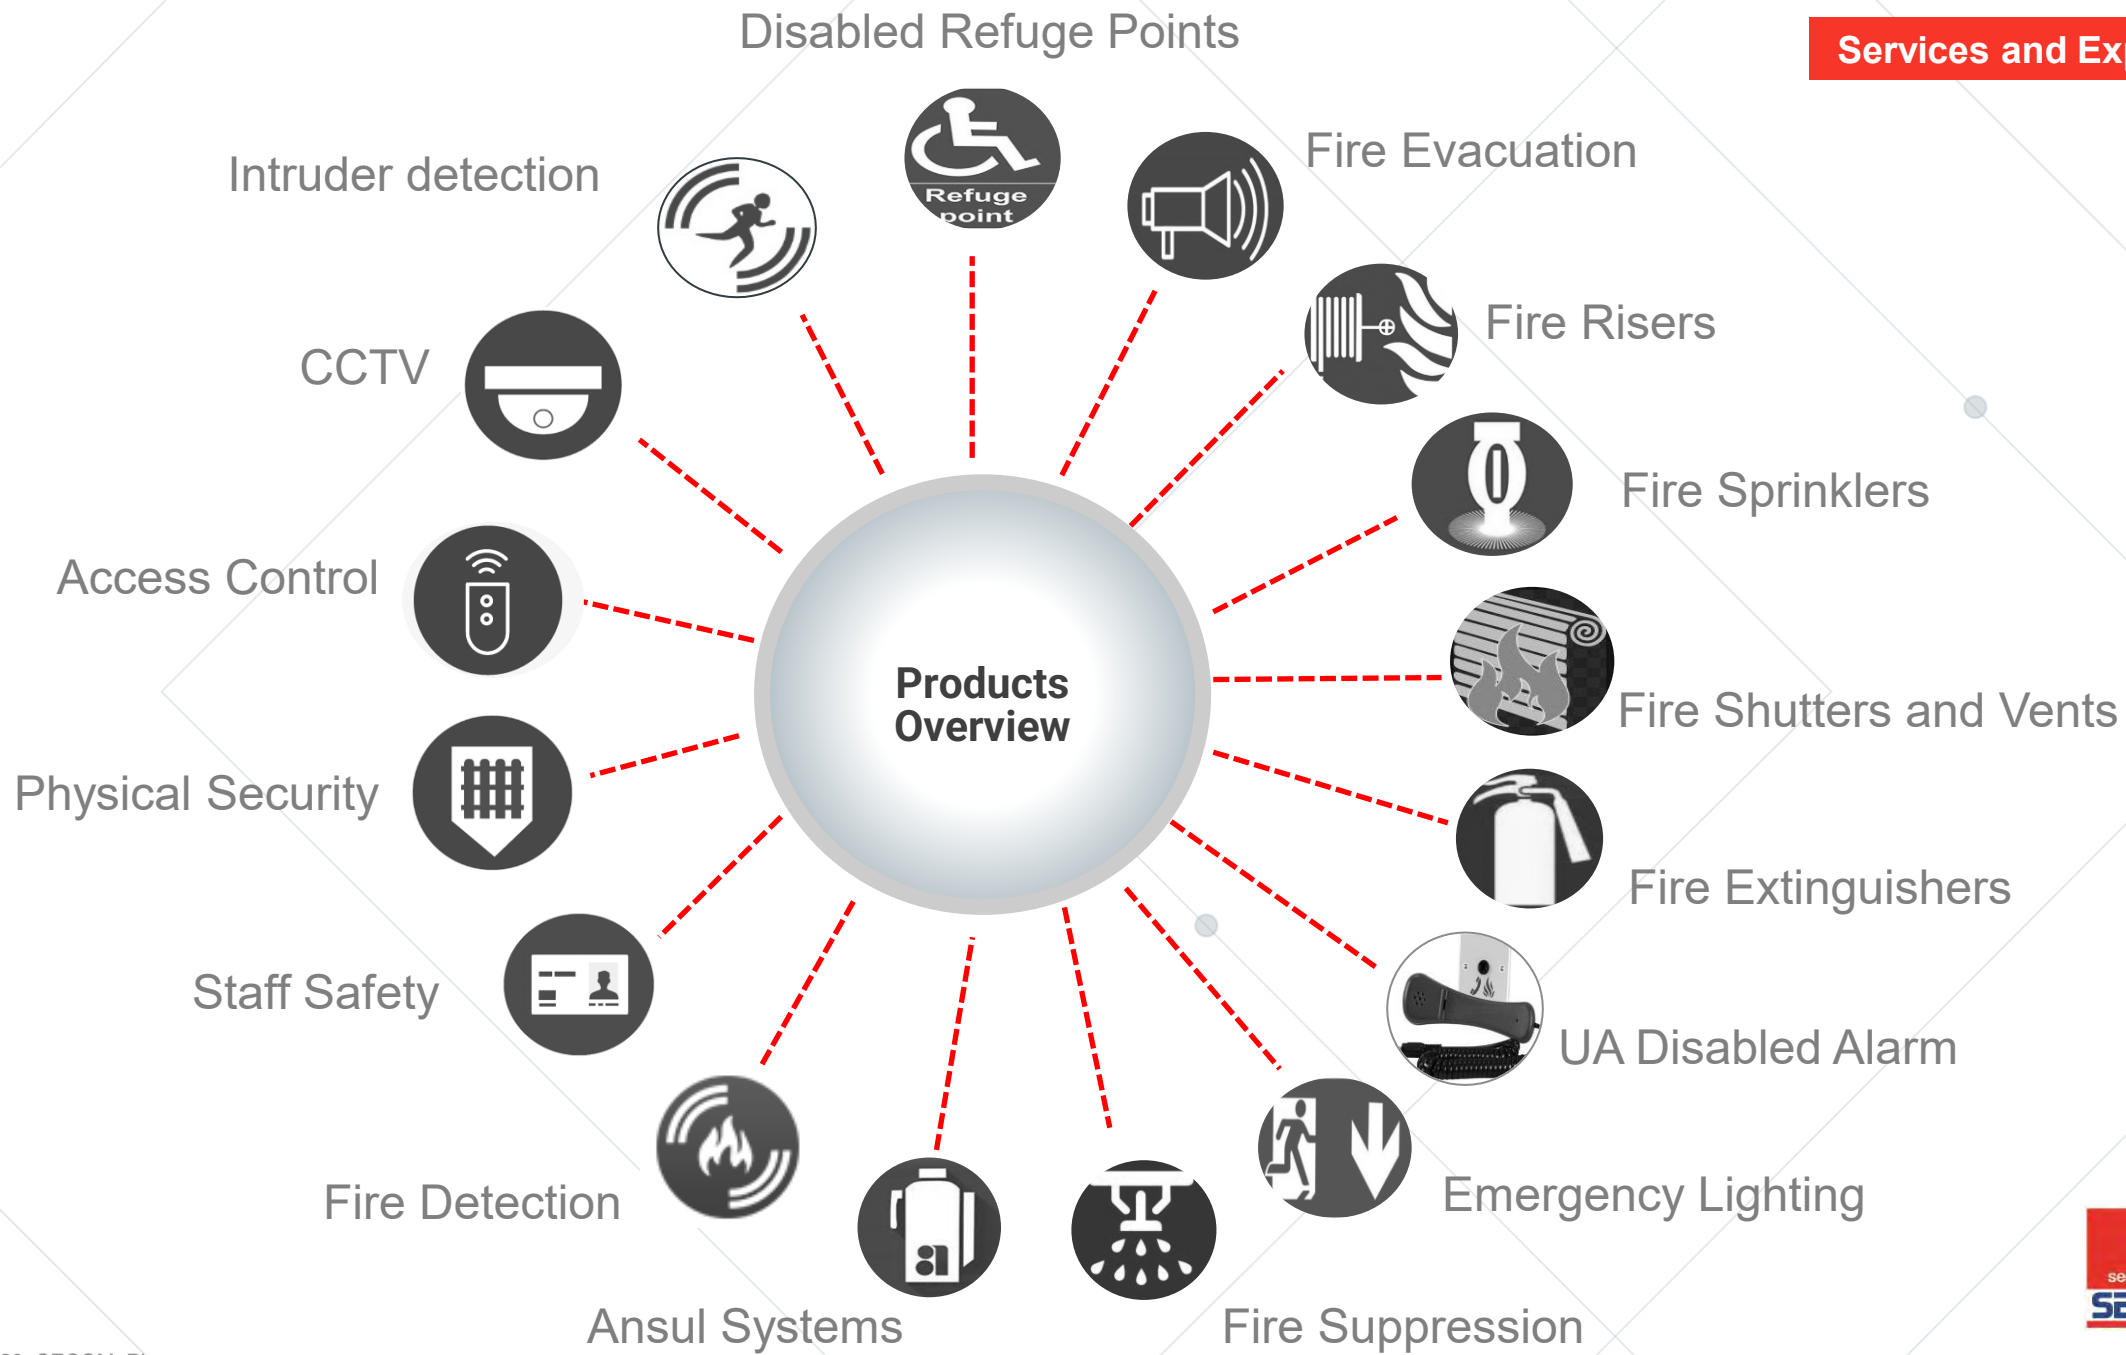 Disabled Refuge Points
Services and Ex
Fire Evacuation
Intruder detection
Refuge
point
Fire Risers
CCTV
Fire Sprinklers
Access Control
Products
Overview
Fire Shutters and Vents
Physical Security
Fire Extinguishers
Staff Safety
UA Disabled Alarm
Fire Detection
Emergency Lighting
Ansul Systems
Fire Suppression